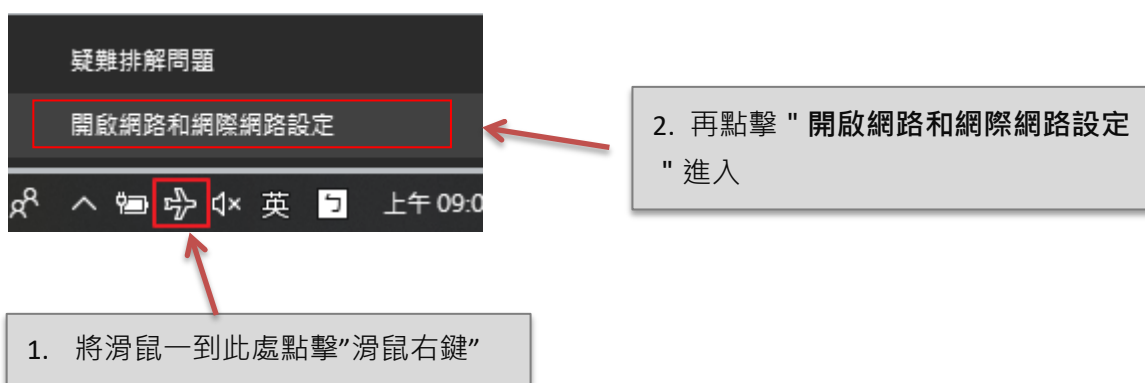 疑難排解問題
開啟網路和網際網路設定
英 ㄅ 上午 09:0
2. 再點擊 " 開啟網路和網際網路設定
" 進入
1. 將滑鼠一到此處點擊”滑鼠右鍵”